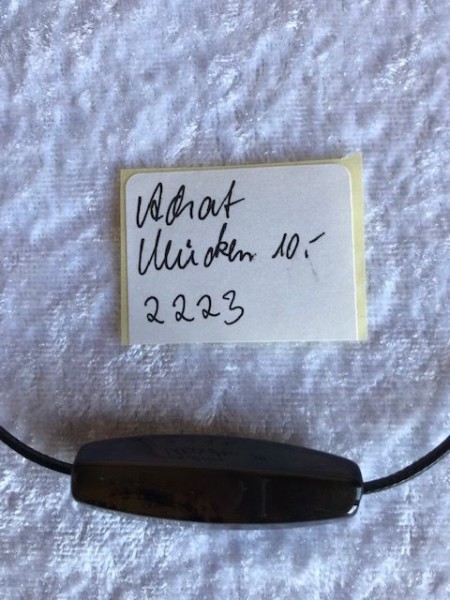 Achat
Mücken 10.-
2223